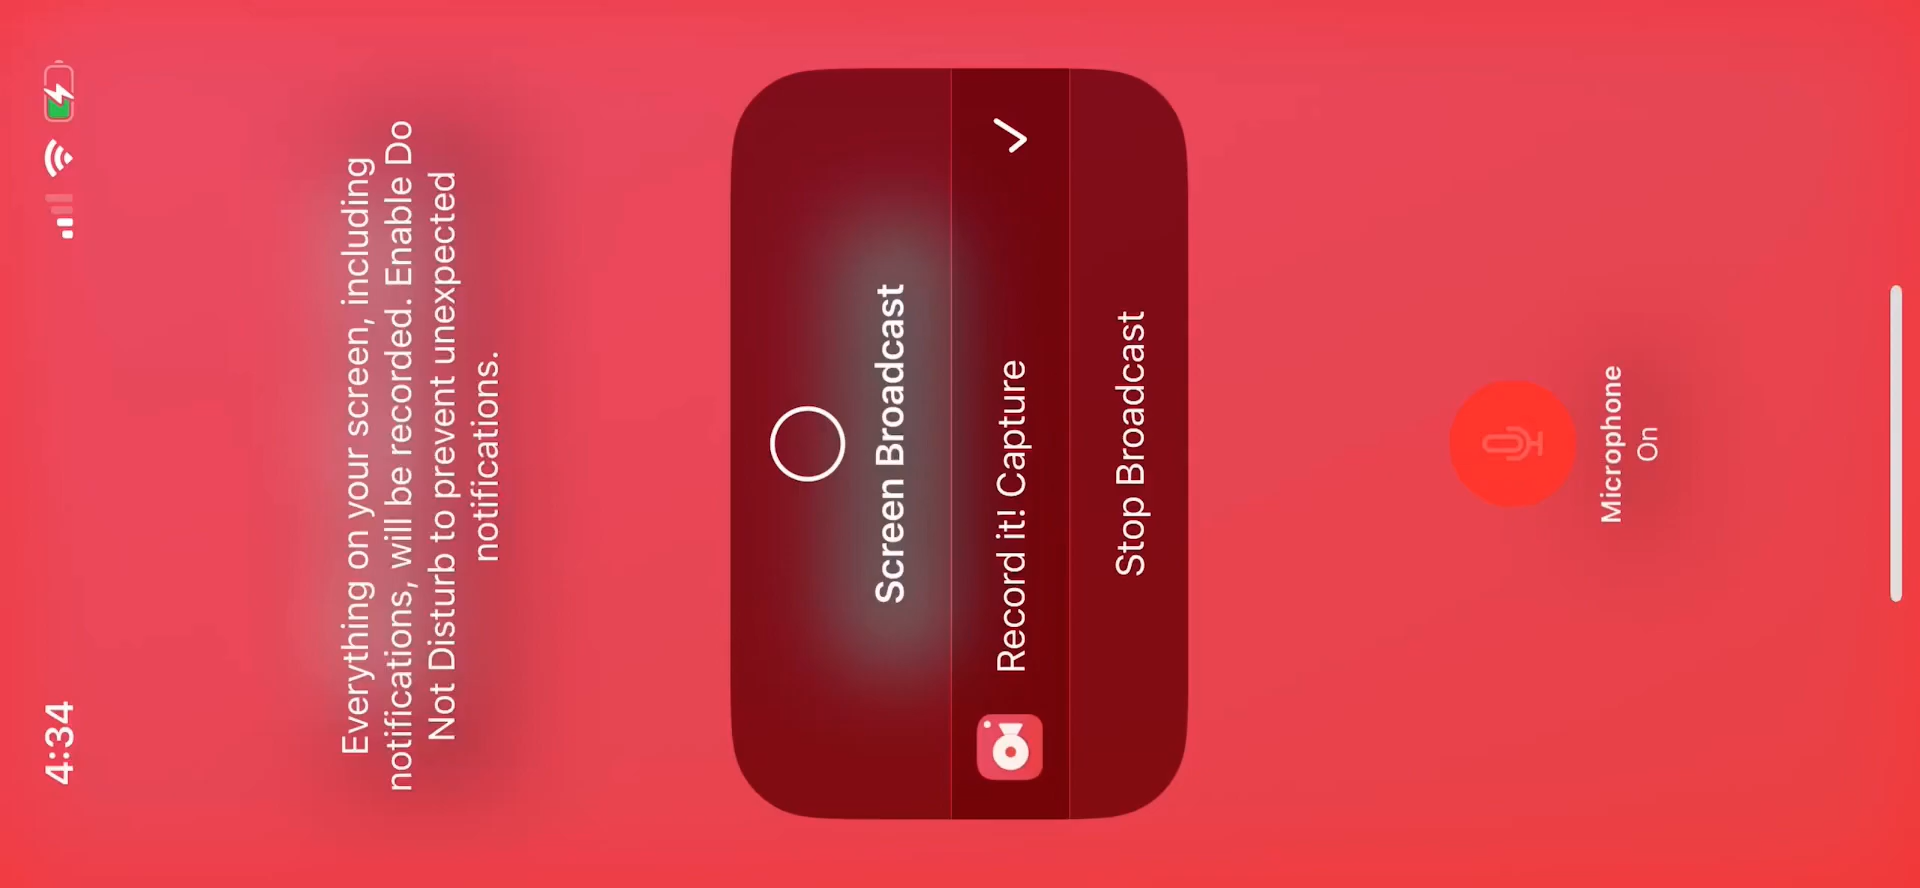 4:34
Everything on your screen, including
notifications, will be recorded. Enable Do
Not Disturb to prevent unexpected
notifications.
Screen Broadcast
Record it! Capture
Stop Broadcast
Microphone
On